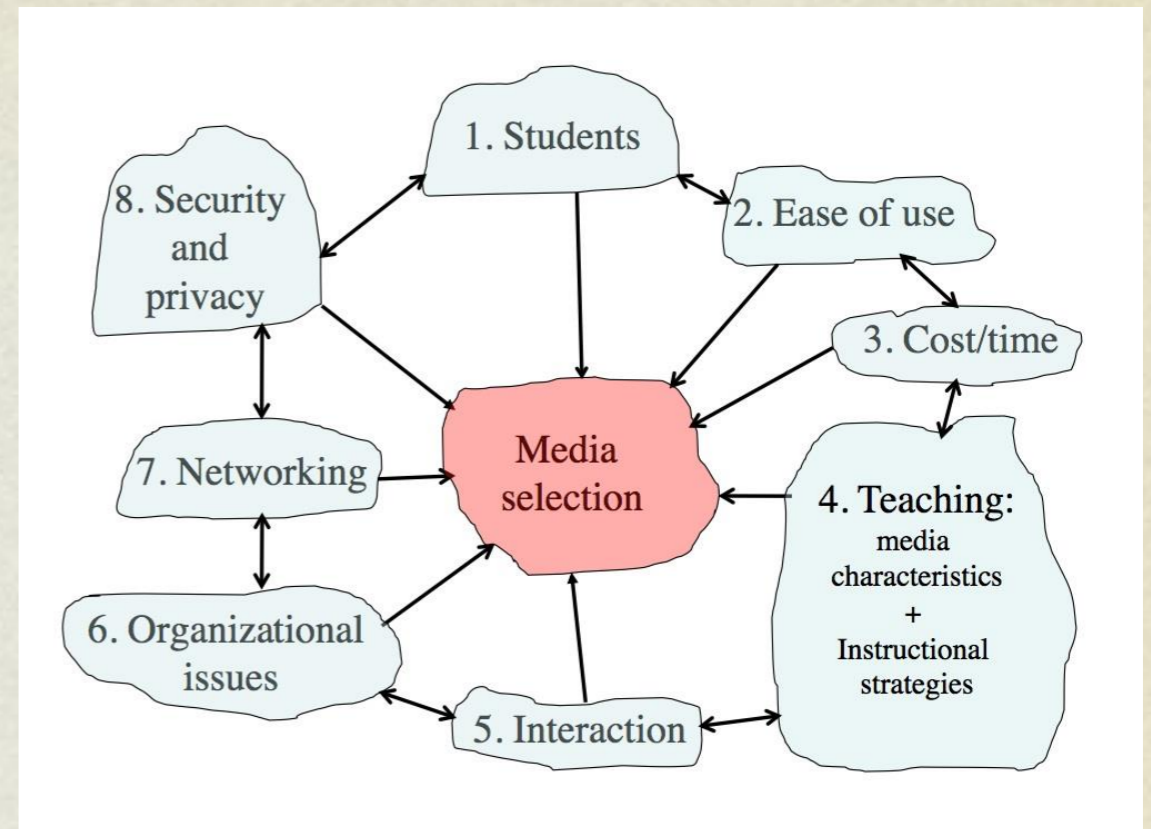 1. Students
2. Ease of use
3. Cost/time
4. Teaching:
media
characteristics
+
Instructional
strategies
5. Interaction
6. Organizational
issues
7. Networking
8. Security
and
privacy
Media
selection